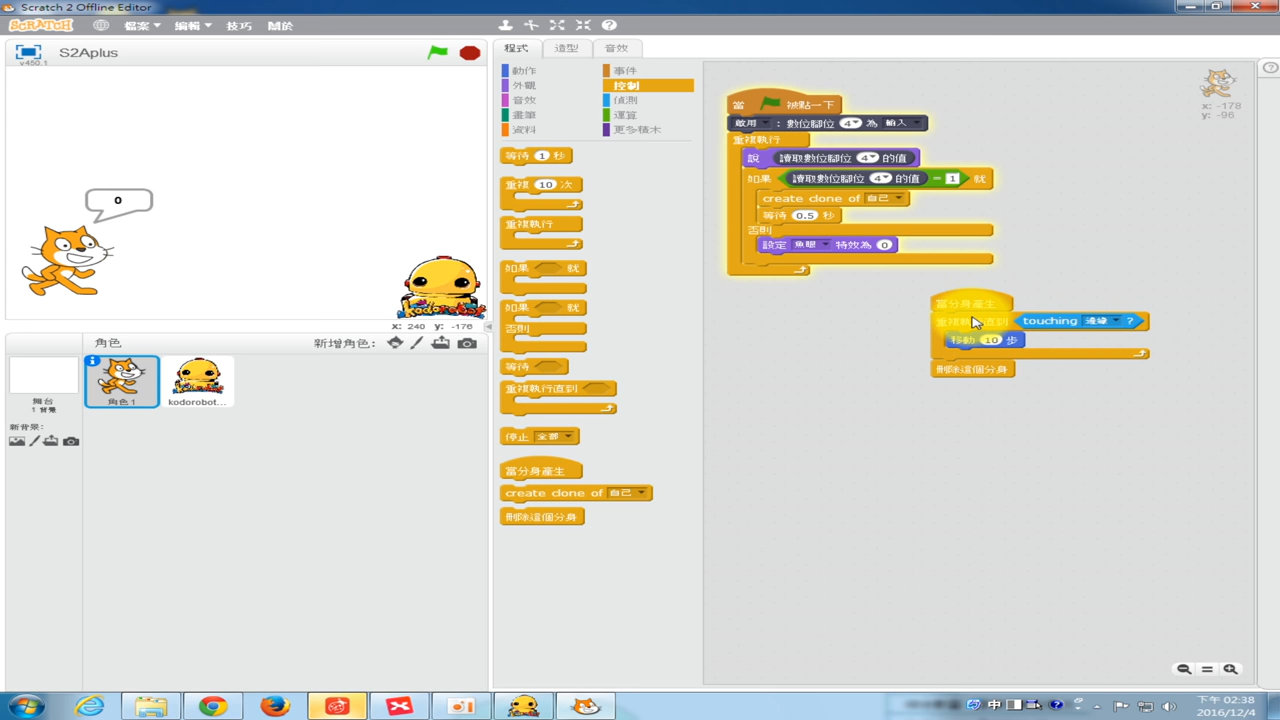 Scratch 2 Offline Editor
SCRATCH 檔案 編輯 技巧 關於
S2Aplus
v450.1
0
kodorobot
x: 240 y: -176
角色 新增角色:
舞台
1 背景
新背景:
角色1
kodorobot...
程式 造型 音效
動作 事件
外觀 控制
音效 偵測
畫筆 運算
資料 更多積木
等待 1 秒
重複 10 次
重複執行
如果 就
如果 就
否則
等待
重複執行直到
停止 全部
當分身產生
create clone of 自己
刪除這個分身
當 被點一下
啟用 : 數位腳位 4 為 輸入
重複執行
說 讀取數位腳位 4 的值
如果 讀取數位腳位 4 的值 = 1 就
create clone of 自己
等待 0.5 秒
否則
設定 魚眼 特效為 0
當分身產生
重複執行直到 touching 邊緣 ?
移動 10 步
刪除這個分身
x: -178
y: -96
中
下午 02:38
2016/12/4